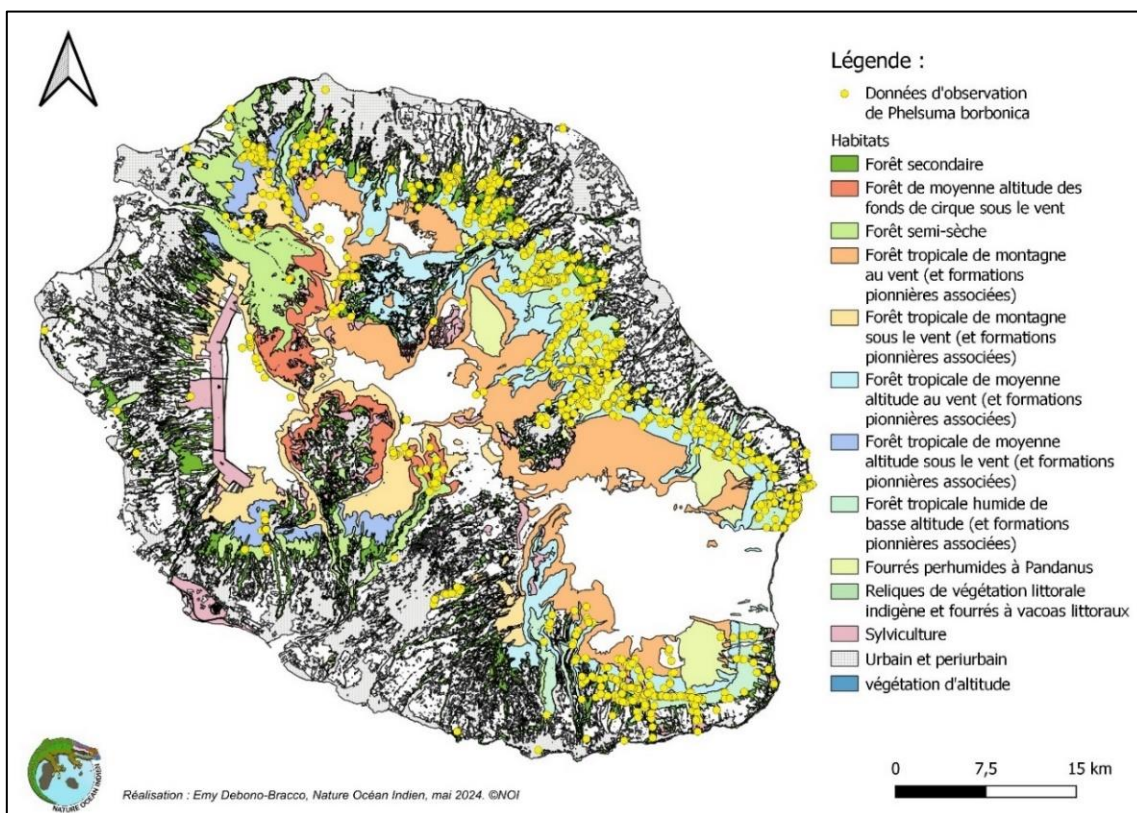 Légende :
Données d'observation
de Phelsuma borbonica
Habitats
Forêt secondaire
Forêt de moyenne altitude des
fonds de cirque sous le vent
Forêt semi-sèche
Forêt tropicale de montagne
au vent (et formations
pionnières associées)
Forêt tropicale de montagne
sous le vent (et formations
pionnières associées)
Forêt tropicale de moyenne
altitude au vent (et formations
pionnières associées)
Forêt tropicale de moyenne
altitude sous le vent (et formations
pionnières associées)
Forêt tropicale humide de
basse altitude (et formations
pionnières associées)
Fourrés perhumides à Pandanus
Reliques de végétation littorale
indigène et fourrés à vacoas littoraux
Sylviculture
Urbain et periurbain
végétation d'altitude
0 7,5 15 km
NATURE OCÉAN INDIEN
Réalisation : Emy Debono-Bracco, Nature Océan Indien, mai 2024. ©NOI